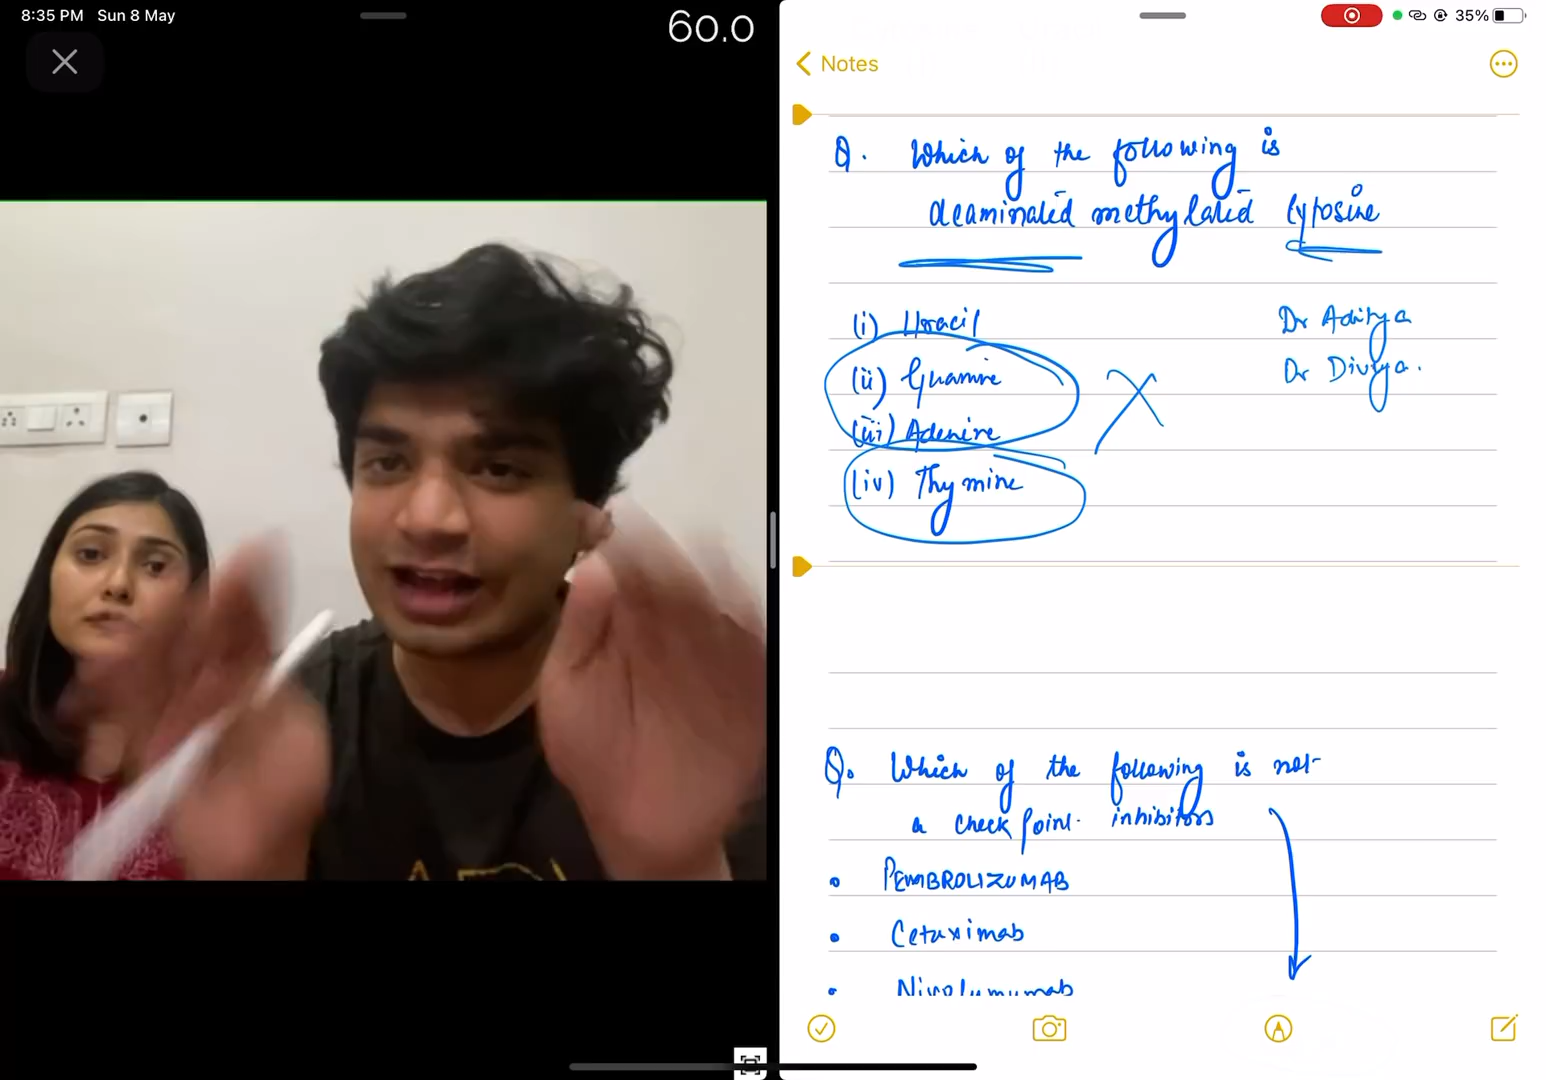 8:35 PM Sun 8 May
60.0
35%
Notes
Q. Which of the following is
deaminated methylated Cyposine
(i) Uracil
(ii) Guanine
(iii) Adenine
(iv) Thymine
Dr Aditya
Dr Divya.
Q. Which of the following is not
a check point inhibitors
• PEMBROLIZUMAB
• Cetuximab
• Nivolumumab